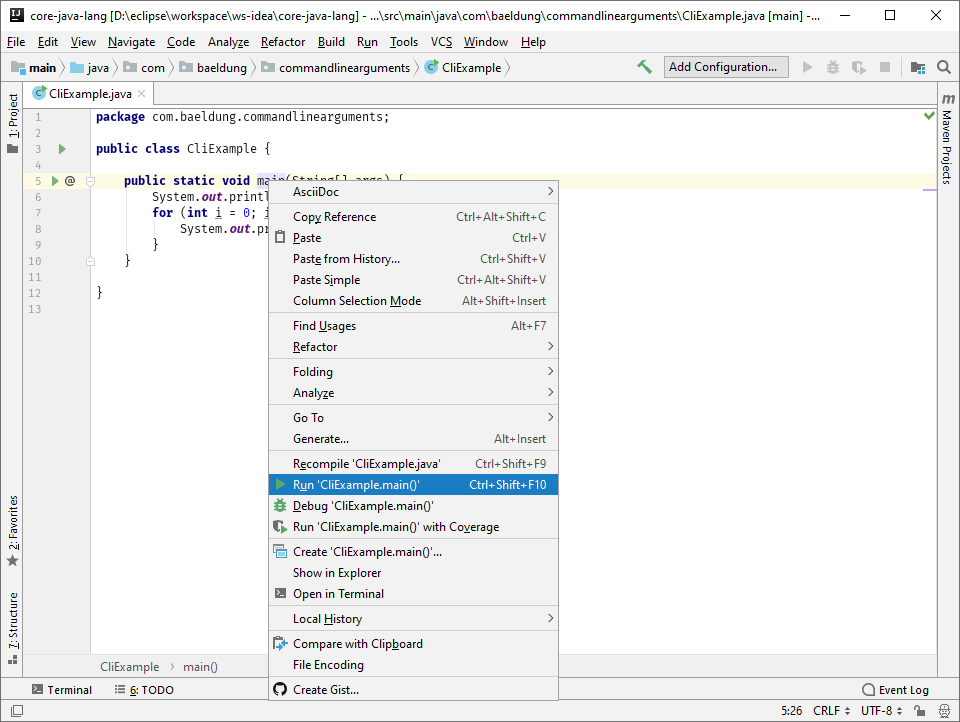 core-java-lang [D:\eclipse\workspace\ws-idea\core-java-lang] - ...\src\main\java\com\baeldung\commandlinearguments\CliExample.java [main] -...
File Edit View Navigate Code Analyze Refactor Build Run Tools VCS Window Help
main java com baeldung commandlinearguments CliExample Add Configuration...
1: Project
CliExample.java
Maven Projects
1 package com.baeldung.commandlinearguments;
2
3 public class CliExample {
4
5 @ public static void main(String[] args) {
6 System.out.printl
7 for (int i = 0; i
8 System.out.pr
9 }
10 }
11
12 }
13
AsciiDoc
Copy Reference Ctrl+Alt+Shift+C
Paste Ctrl+V
Paste from History... Ctrl+Shift+V
Paste Simple Ctrl+Alt+Shift+V
Column Selection Mode Alt+Shift+Insert
Find Usages Alt+F7
Refactor
Folding
Analyze
Go To
Generate... Alt+Insert
Recompile 'CliExample.java' Ctrl+Shift+F9
Run 'CliExample.main()' Ctrl+Shift+F10
Debug 'CliExample.main()'
Run 'CliExample.main()' with Coverage
Create 'CliExample.main()'...
Show in Explorer
Open in Terminal
Local History
Compare with Clipboard
File Encoding
Create Gist...
2: Favorites
7: Structure
CliExample main()
Terminal 6: TODO Event Log
5:26 CRLF UTF-8